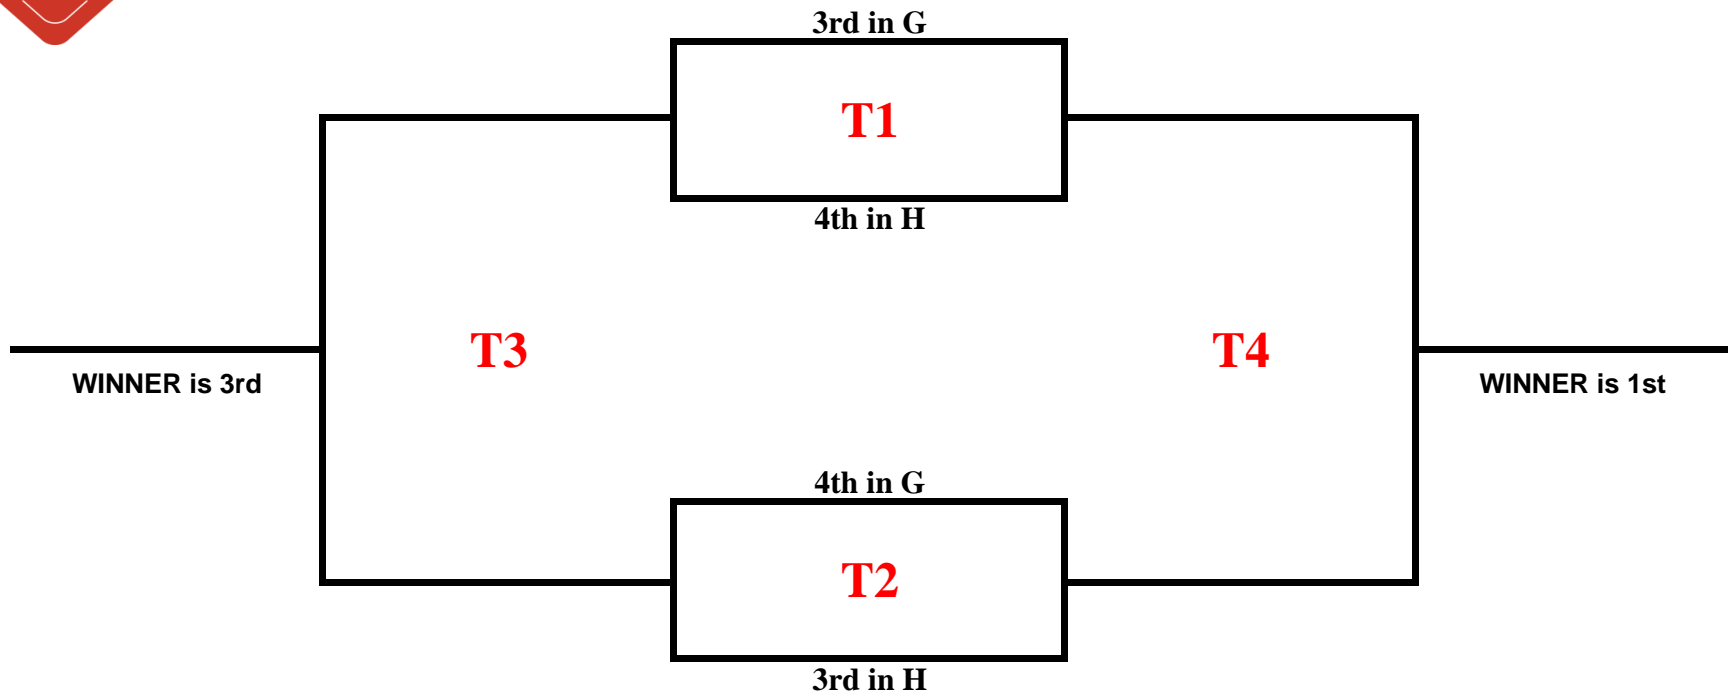 3rd in G
T1
4th in H
T3
T4
WINNER is 3rd
WINNER is 1st
4th in G
T2
3rd in H